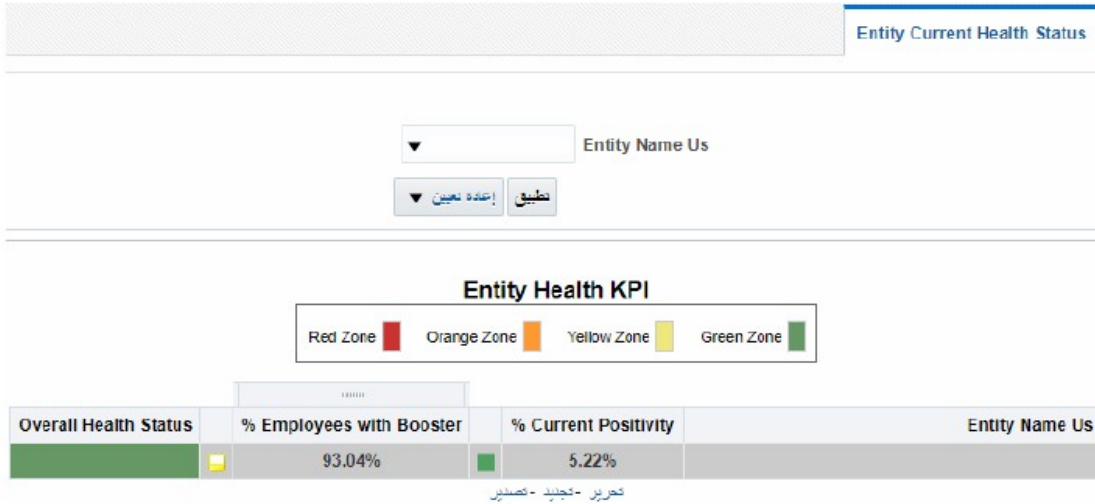 Entity Current Health Status
Entity Name Us
تطبيق إعادة تعيين
Entity Health KPI
Red Zone Orange Zone Yellow Zone Green Zone
Overall Health Status % Employees with Booster % Current Positivity Entity Name Us
93.04% 5.22%
تحرير - تجديد - تصدير